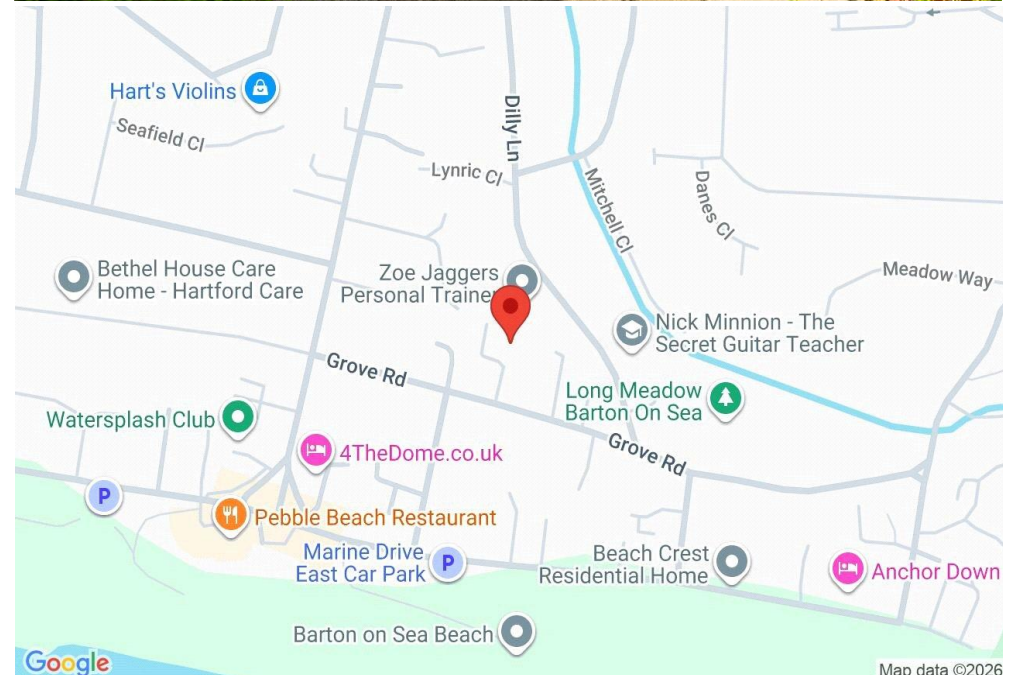 Hart's Violins
Seafield Cl
Dilly Ln
Lynric Cl
Mitchell Cl
Danes Cl
Bethel House Care
Home - Hartford Care
Zoe Jaggers
Personal Trainer
Meadow Way
Nick Minnion - The
Secret Guitar Teacher
Grove Rd
Long Meadow
Barton On Sea
Watersplash Club
4TheDome.co.uk
Grove Rd
P
Pebble Beach Restaurant
Marine Drive
East Car Park
P
Beach Crest
Residential Home
Anchor Down
Barton on Sea Beach
Google
Map data ©2026